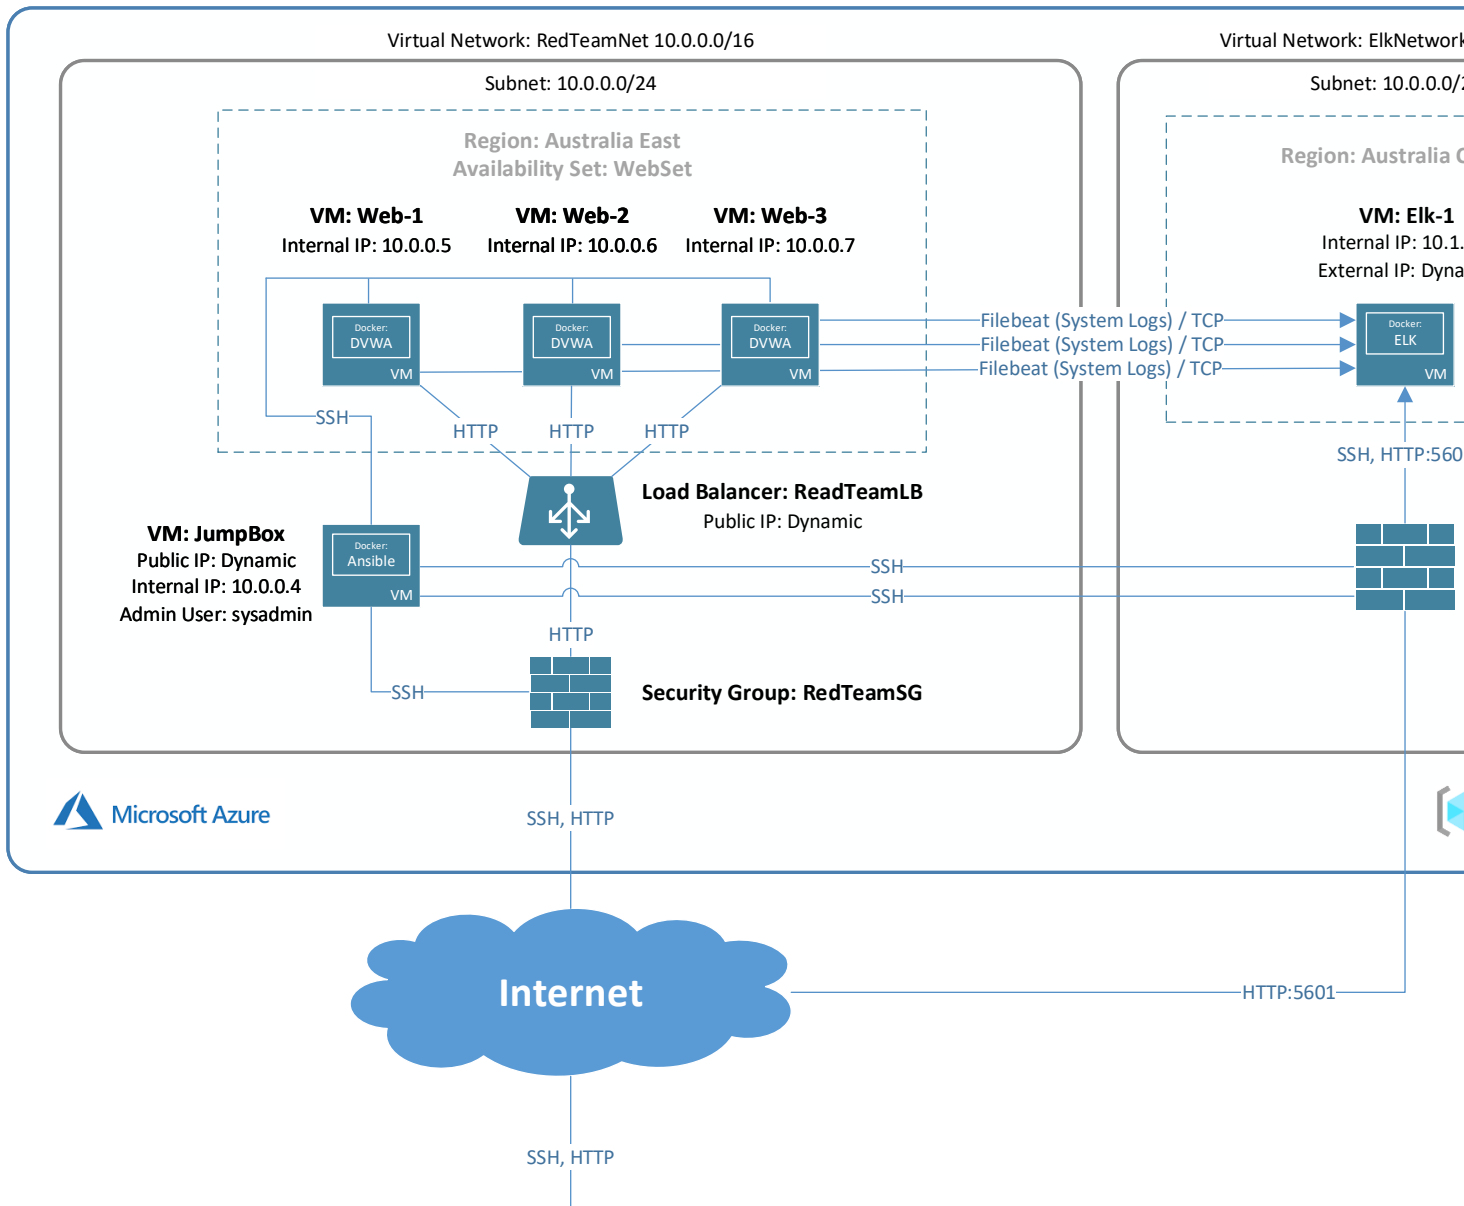 Virtual Network: RedTeamNet 10.0.0.0/16
Subnet: 10.0.0.0/24
Region: Australia East
Availability Set: WebSet
VM: Web-1
Internal IP: 10.0.0.5
VM: Web-2
Internal IP: 10.0.0.6
VM: Web-3
Internal IP: 10.0.0.7
Docker:
DVWA
VM
Docker:
DVWA
VM
Docker:
DVWA
VM
Filebeat (System Logs) / TCP
Filebeat (System Logs) / TCP
Filebeat (System Logs) / TCP
SSH
HTTP
HTTP
HTTP
Load Balancer: ReadTeamLB
Public IP: Dynamic
VM: JumpBox
Public IP: Dynamic
Internal IP: 10.0.0.4
Admin User: sysadmin
Docker:
Ansible
VM
SSH
SSH
HTTP
SSH
Security Group: RedTeamSG
Virtual Network: ElkNetwork
Subnet: 10.0.0.0/
Region: Australia
VM: Elk-1
Internal IP: 10.1.
External IP: Dyna
Docker:
ELK
VM
SSH, HTTP:560
Microsoft Azure
SSH, HTTP
Internet
HTTP:5601
SSH, HTTP